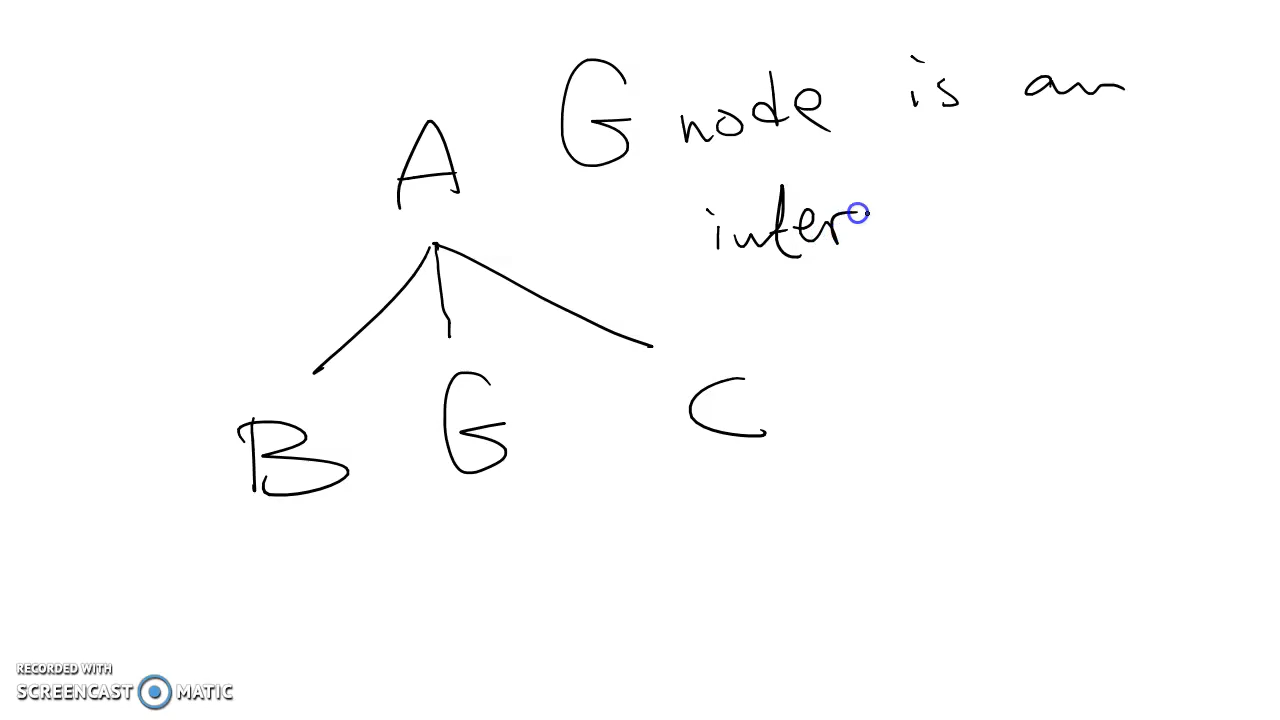 G node is an
inter
A
B G C
RECORDED WITH
SCREENCAST MATIC